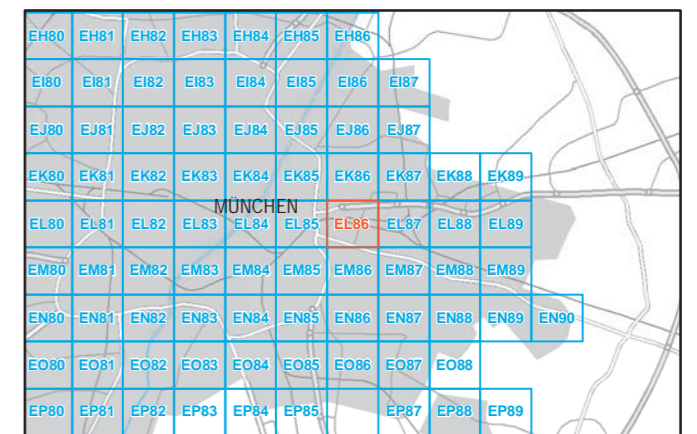 EH80 EH81 EH82 EH83 EH84 EH85 EH86
EI80 EI81 EI82 EI83 EI84 EI85 EI86 EI87
EJ80 EJ81 EJ82 EJ83 EJ84 EJ85 EJ86 EJ87
EK80 EK81 EK82 EK83 EK84 EK85 EK86 EK87 EK88 EK89
MÜNCHEN
EL80 EL81 EL82 EL83 EL84 EL85 EL86 EL87 EL88 EL89
EM80 EM81 EM82 EM83 EM84 EM85 EM86 EM87 EM88 EM89
EN80 EN81 EN82 EN83 EN84 EN85 EN86 EN87 EN88 EN89 EN90
EO80 EO81 EO82 EO83 EO84 EO85 EO86 EO87 EO88
EP80 EP81 EP82 EP83 EP84 EP85 EP87 EP88 EP89